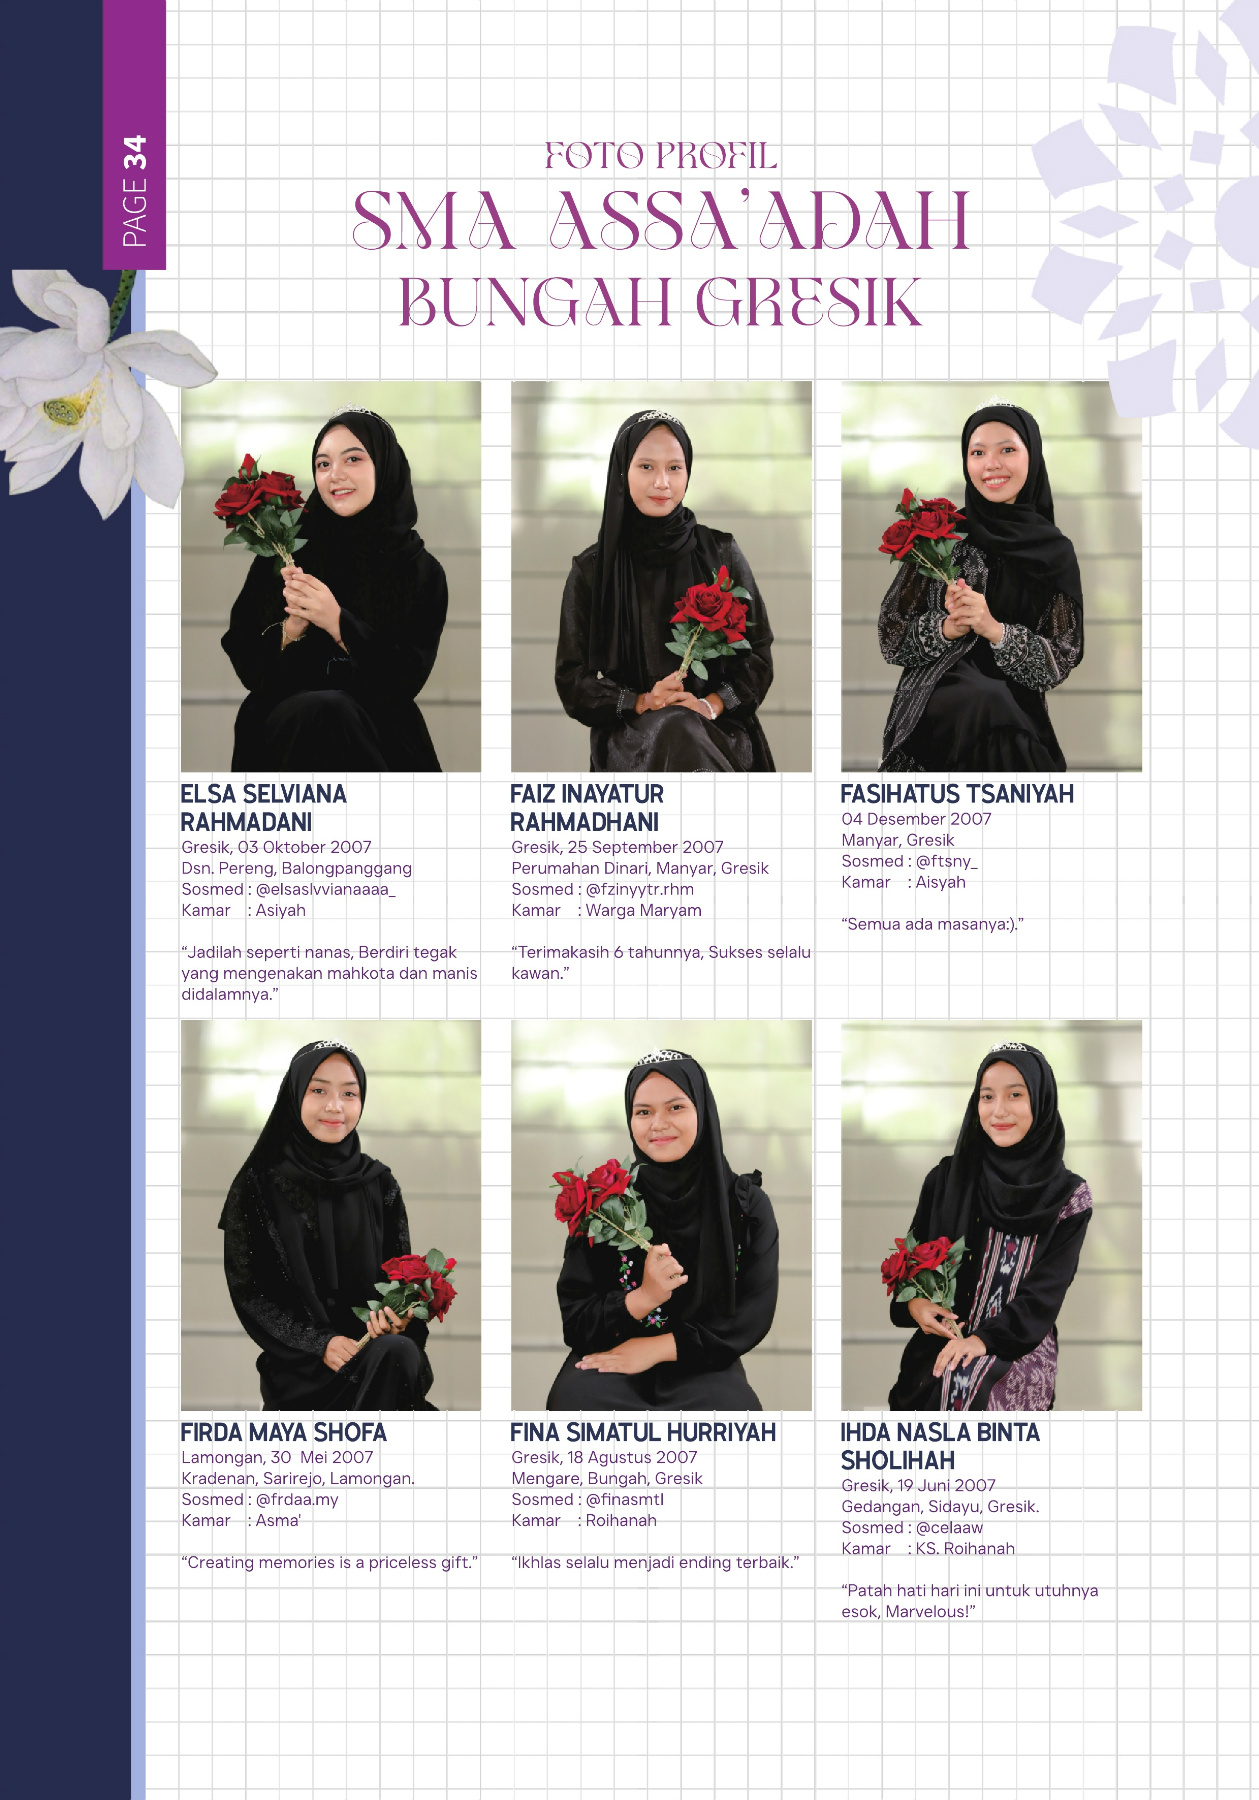 PAGE 34
FOTO PROFIL
SMA ASSA'ADAH
BUNGAH GRESIK
ELSA SELVIANA
RAHMADANI
Gresik, 03 Oktober 2007
Dsn. Pereng, Balongpanggang
Sosmed : @elsaslvvianaaaa_
Kamar : Asiyah
“Jadilah seperti nanas, Berdiri tegak
yang mengenakan mahkota dan manis
didalamnya.”
FAIZ INAYATUR
RAHMADHANI
Gresik, 25 September 2007
Perumahan Dinari, Manyar, Gresik
Sosmed : @fzinyytr.rhm
Kamar : Warga Maryam
“Terimakasih 6 tahunnya, Sukses selalu
kawan.”
FASIHATUS TSANIYAH
04 Desember 2007
Manyar, Gresik
Sosmed : @ftsny_
Kamar : Aisyah
“Semua ada masanya:).”
FIRDA MAYA SHOFA
Lamongan, 30 Mei 2007
Kradenan, Sarirejo, Lamongan.
Sosmed : @frdaa.my
Kamar : Asma'
“Creating memories is a priceless gift.”
FINA SIMATUL HURRIYAH
Gresik, 18 Agustus 2007
Mengare, Bungah, Gresik
Sosmed : @finasmtl
Kamar : Roihanah
“Ikhlas selalu menjadi ending terbaik.”
IHDA NASLA BINTA
SHOLIHAH
Gresik, 19 Juni 2007
Gedangan, Sidayu, Gresik.
Sosmed : @celaaw
Kamar : KS. Roihanah
“Patah hati hari ini untuk utuhnya
esok, Marvelous!”